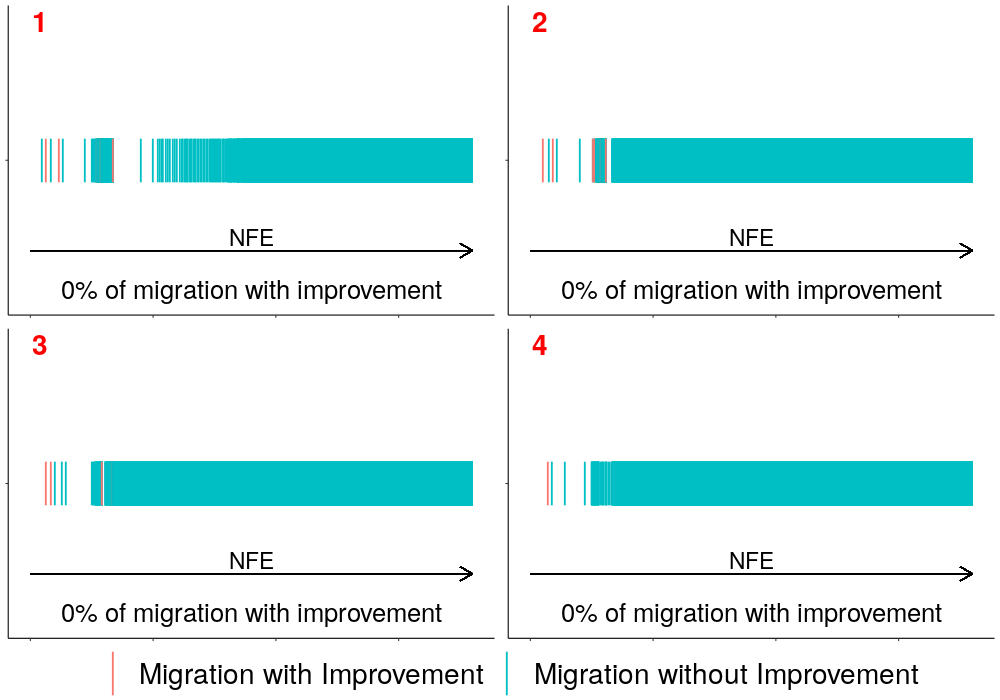 1
NFE
0% of migration with improvement
2
NFE
0% of migration with improvement
3
NFE
0% of migration with improvement
4
NFE
0% of migration with improvement
Migration with Improvement
Migration without Improvement